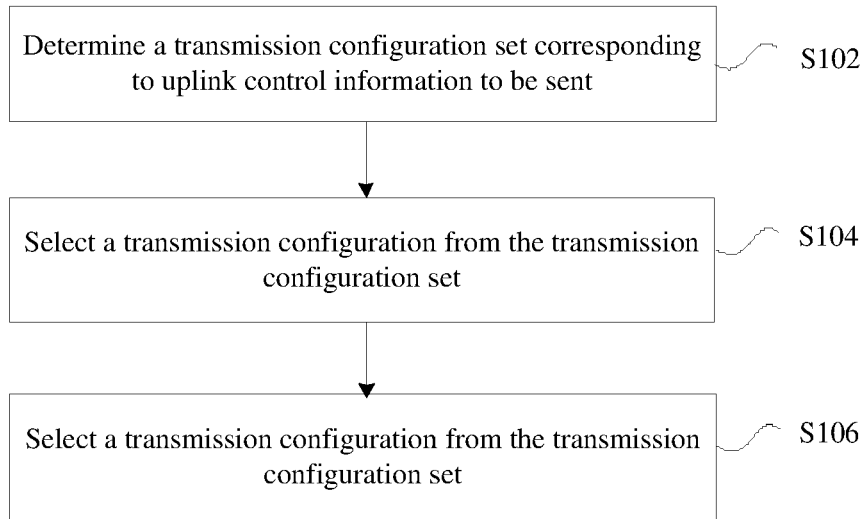 Determine a transmission configuration set corresponding
to uplink control information to be sent
S102
Select a transmission configuration from the transmission
configuration set
S104
Select a transmission configuration from the transmission
configuration set
S106